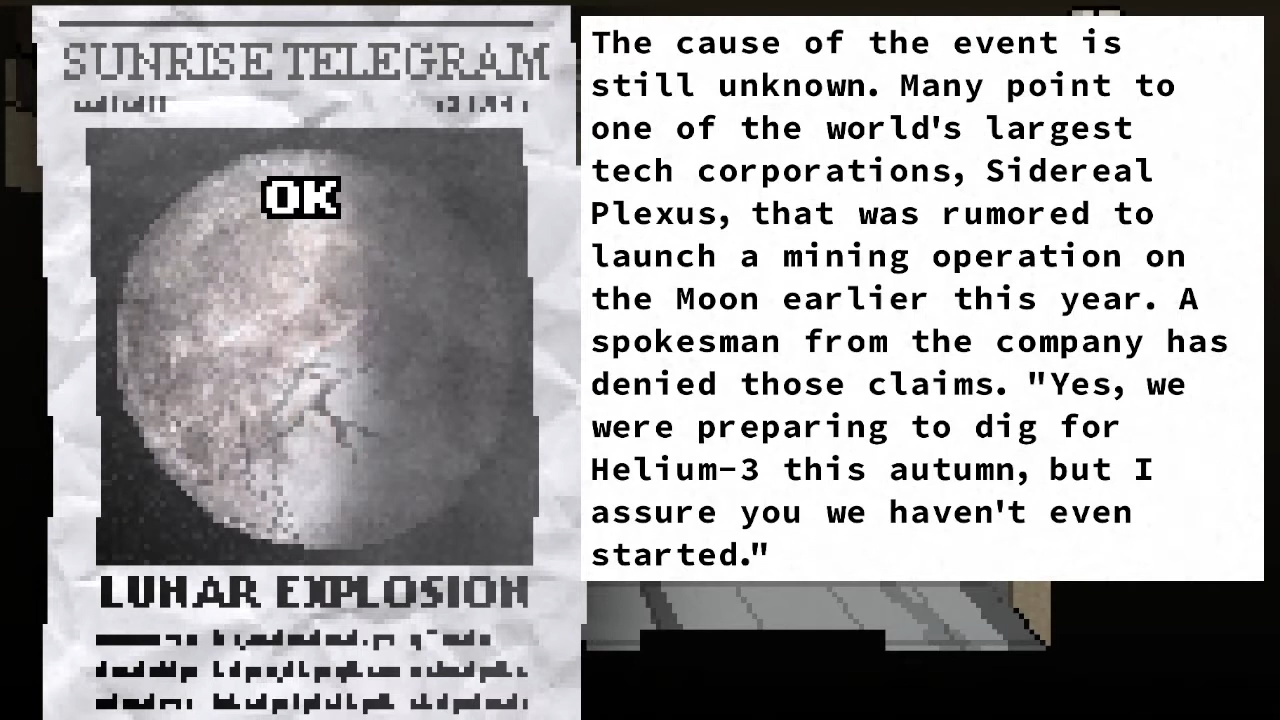 SUNRISE TELEGRAM
OK
LUNAR EXPLOSION
The cause of the event is
still unknown. Many point to
one of the world's largest
tech corporations, Sidereal
Plexus, that was rumored to
launch a mining operation on
the Moon earlier this year. A
spokesman from the company has
denied those claims. "Yes, we
were preparing to dig for
Helium-3 this autumn, but I
assure you we haven't even
started."